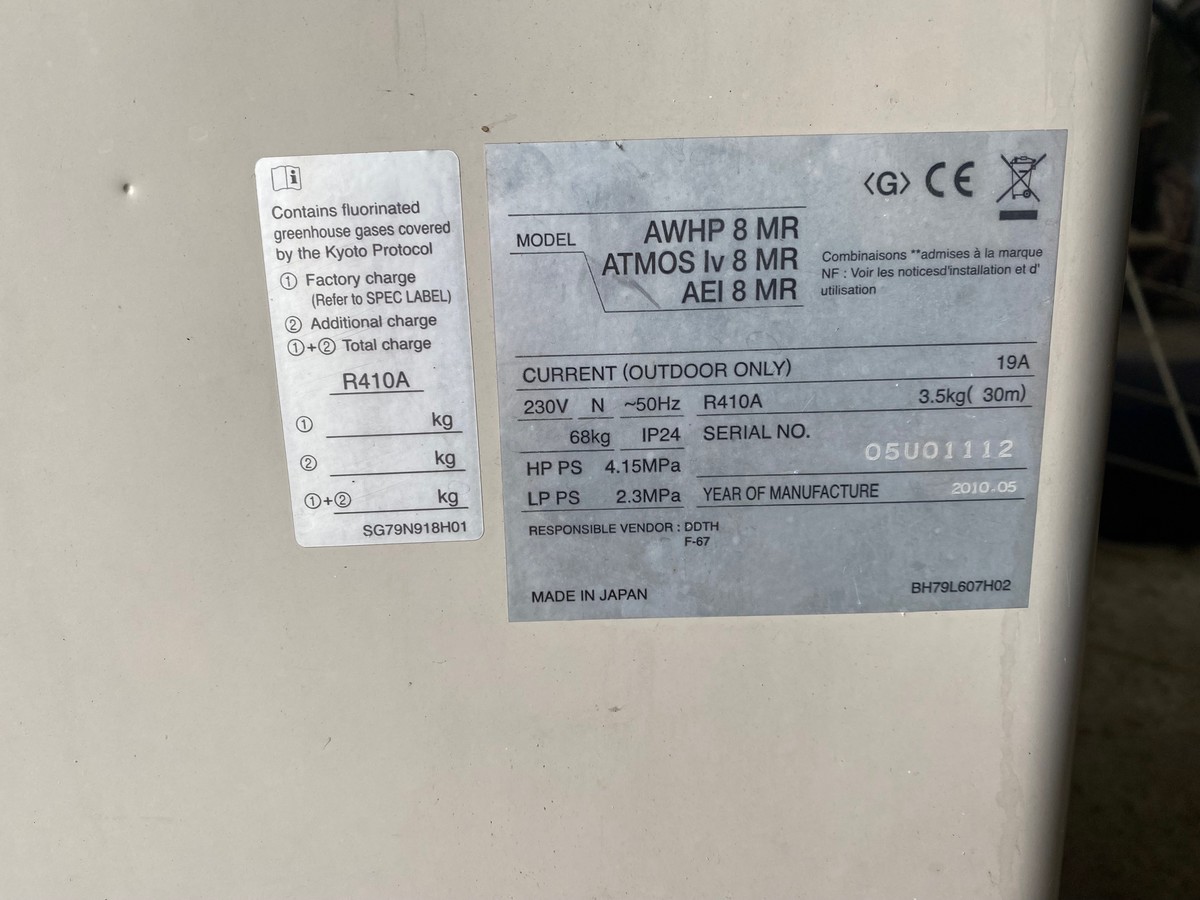 i
Contains fluorinated
greenhouse gases covered
by the Kyoto Protocol
① Factory charge
(Refer to SPEC LABEL)
② Additional charge
①+② Total charge
R410A
① kg
② kg
①+② kg
SG79N918H01
<G> CE
MODEL
AWHP 8 MR
ATMOS Iv 8 MR
AEI 8 MR
Combinaisons **admises à la marque
NF : Voir les noticesd'installation et d'
utilisation
CURRENT (OUTDOOR ONLY) 19A
230V N ~50Hz R410A 3.5kg( 30m)
68kg IP24 SERIAL NO.
05U01112
HP PS 4.15MPa
LP PS 2.3MPa YEAR OF MANUFACTURE 2010-05
RESPONSIBLE VENDOR : DDTH
F-67
MADE IN JAPAN BH79L607H02